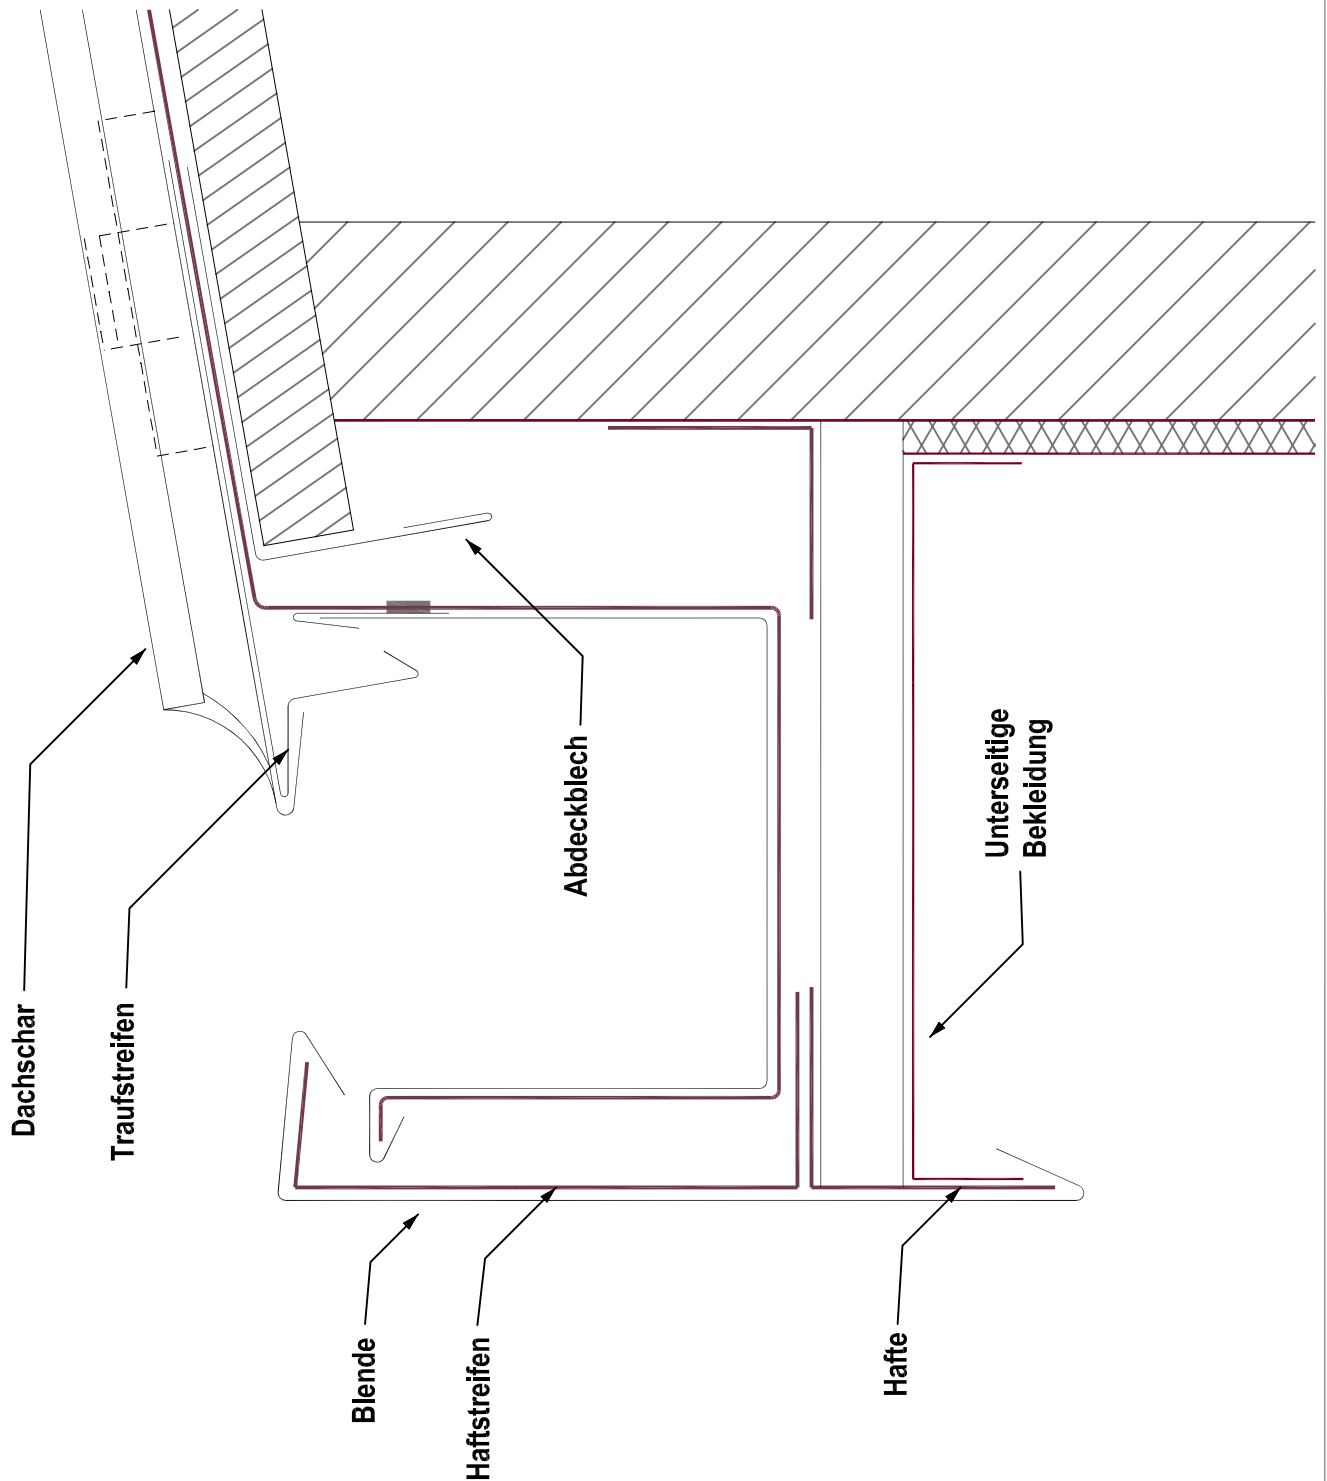 Dachschar
Traufstreifen
Blende
Haftstreifen
Abdeckblech
Hafte
Unterseitige
Bekleidung